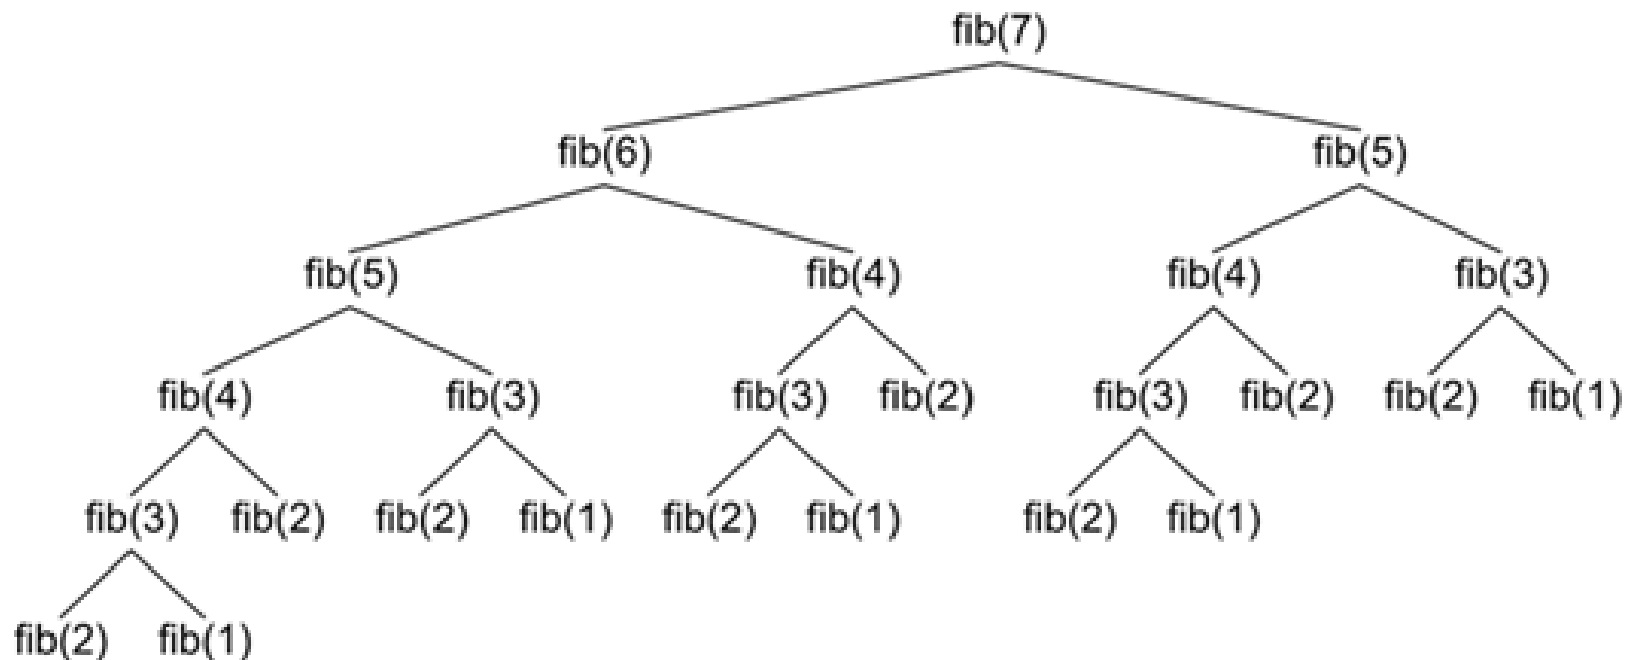 fib(7)
fib(6) fib(5)
fib(5) fib(4) fib(4) fib(3)
fib(4) fib(3) fib(3) fib(2) fib(3) fib(2) fib(2) fib(1)
fib(3) fib(2) fib(2) fib(1) fib(2) fib(1) fib(2) fib(1)
fib(2) fib(1)